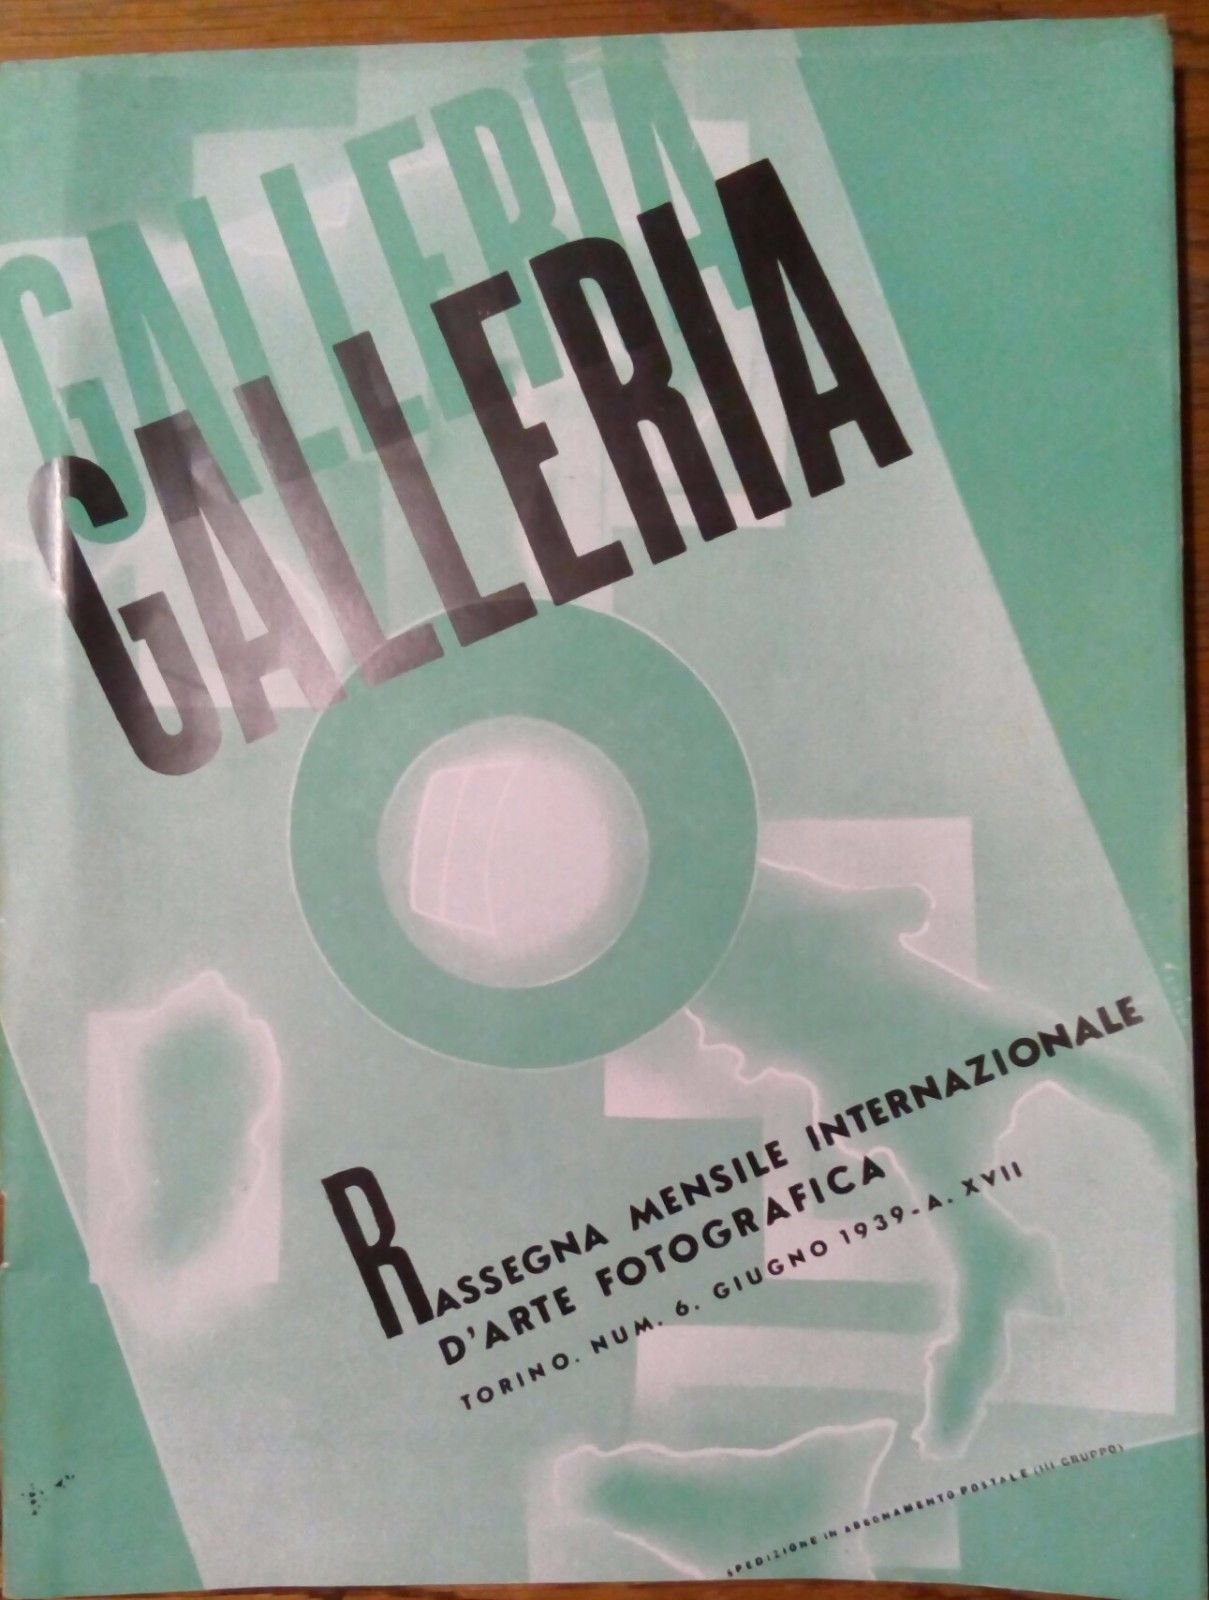 GALLERIA
GALLERIA
RASSEGNA MENSILE INTERNAZIONALE
D'ARTE FOTOGRAFICA
TORINO. NUM. 6. GIUGNO 1939-A. XVII
SPEDIZIONE IN ABBONAMENTO POSTALE (III GRUPPO)